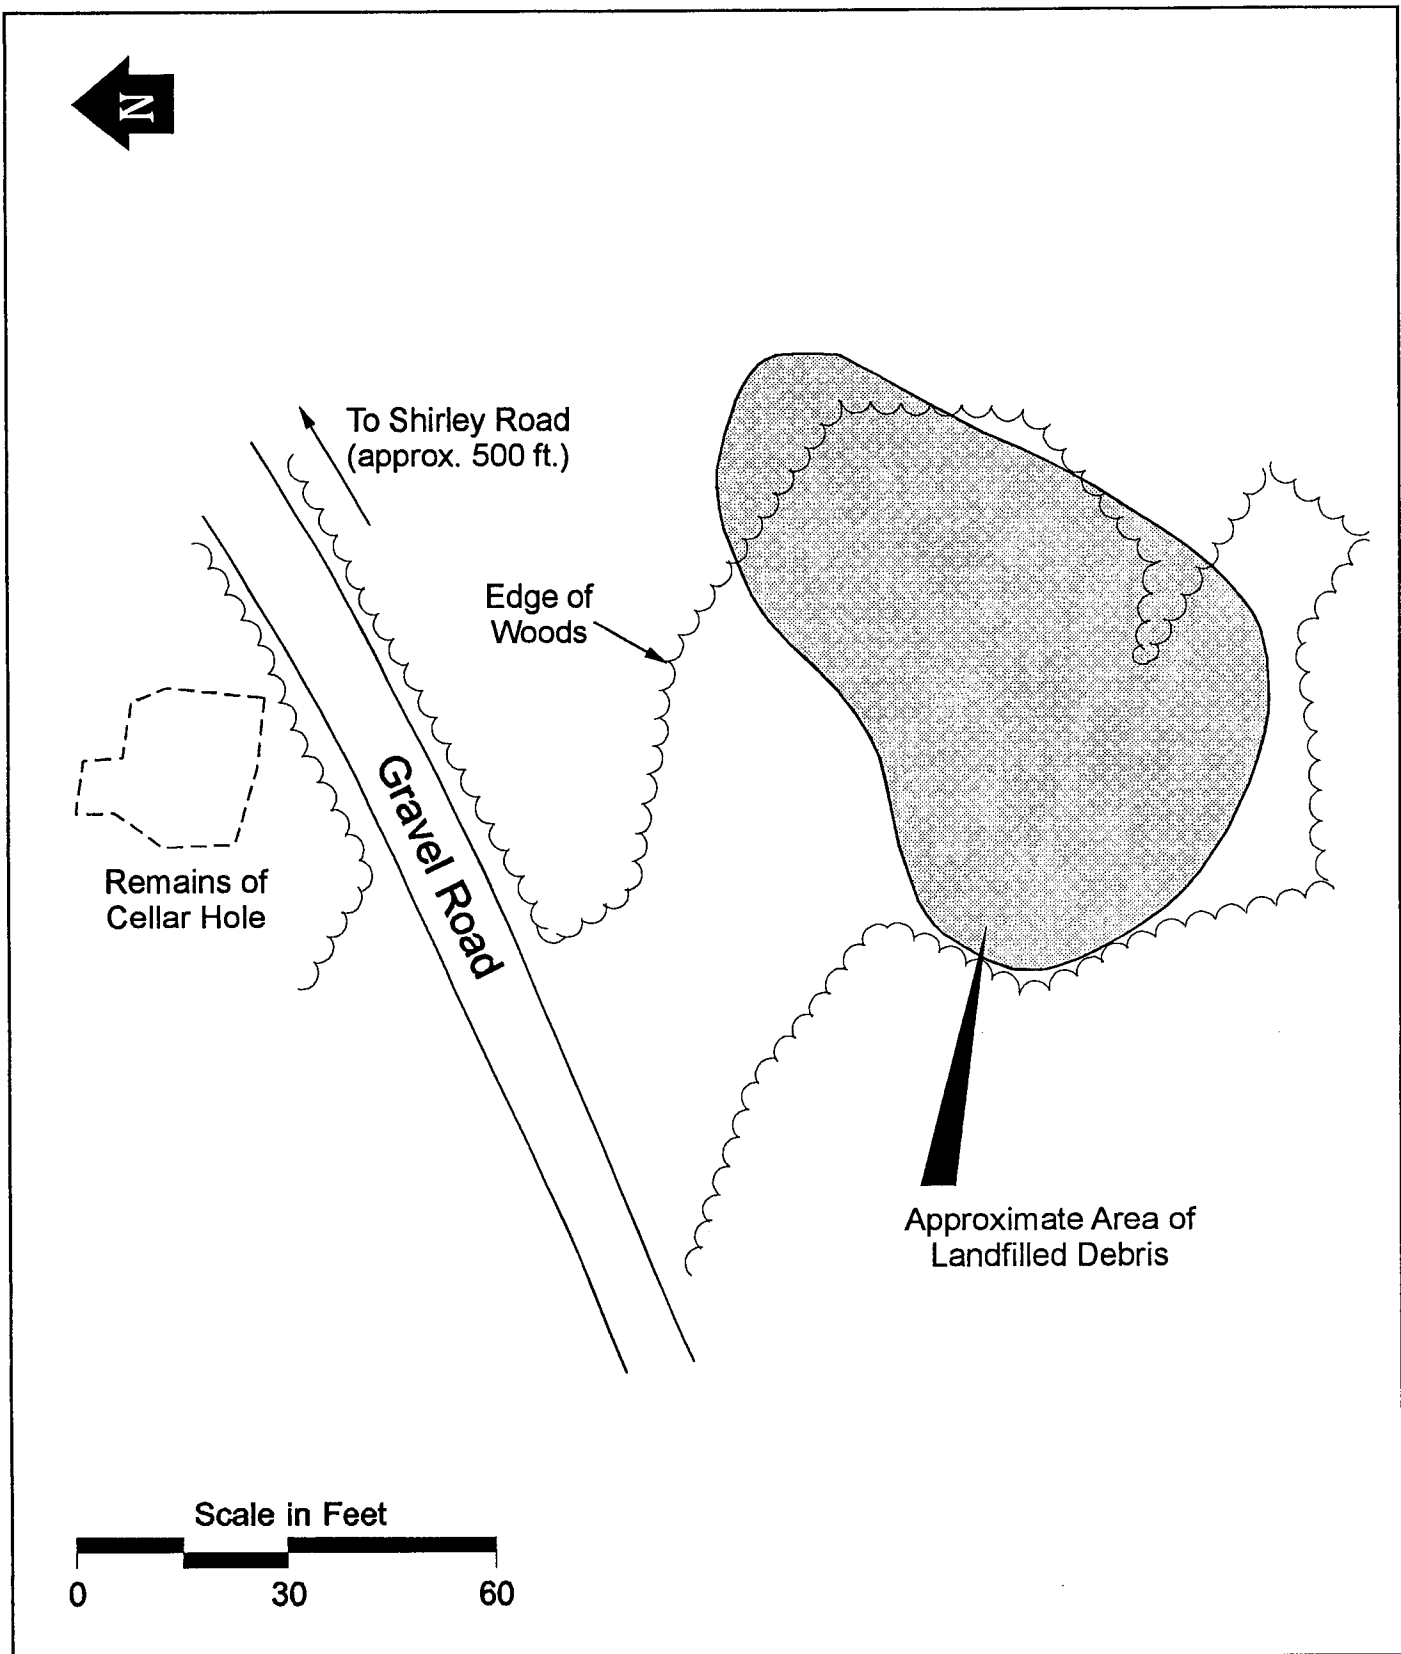 N
To Shirley Road
(approx. 500 ft.)
Edge of
Woods
Gravel Road
Remains of
Cellar Hole
Approximate Area of
Landfilled Debris
Scale in Feet
0 30 60